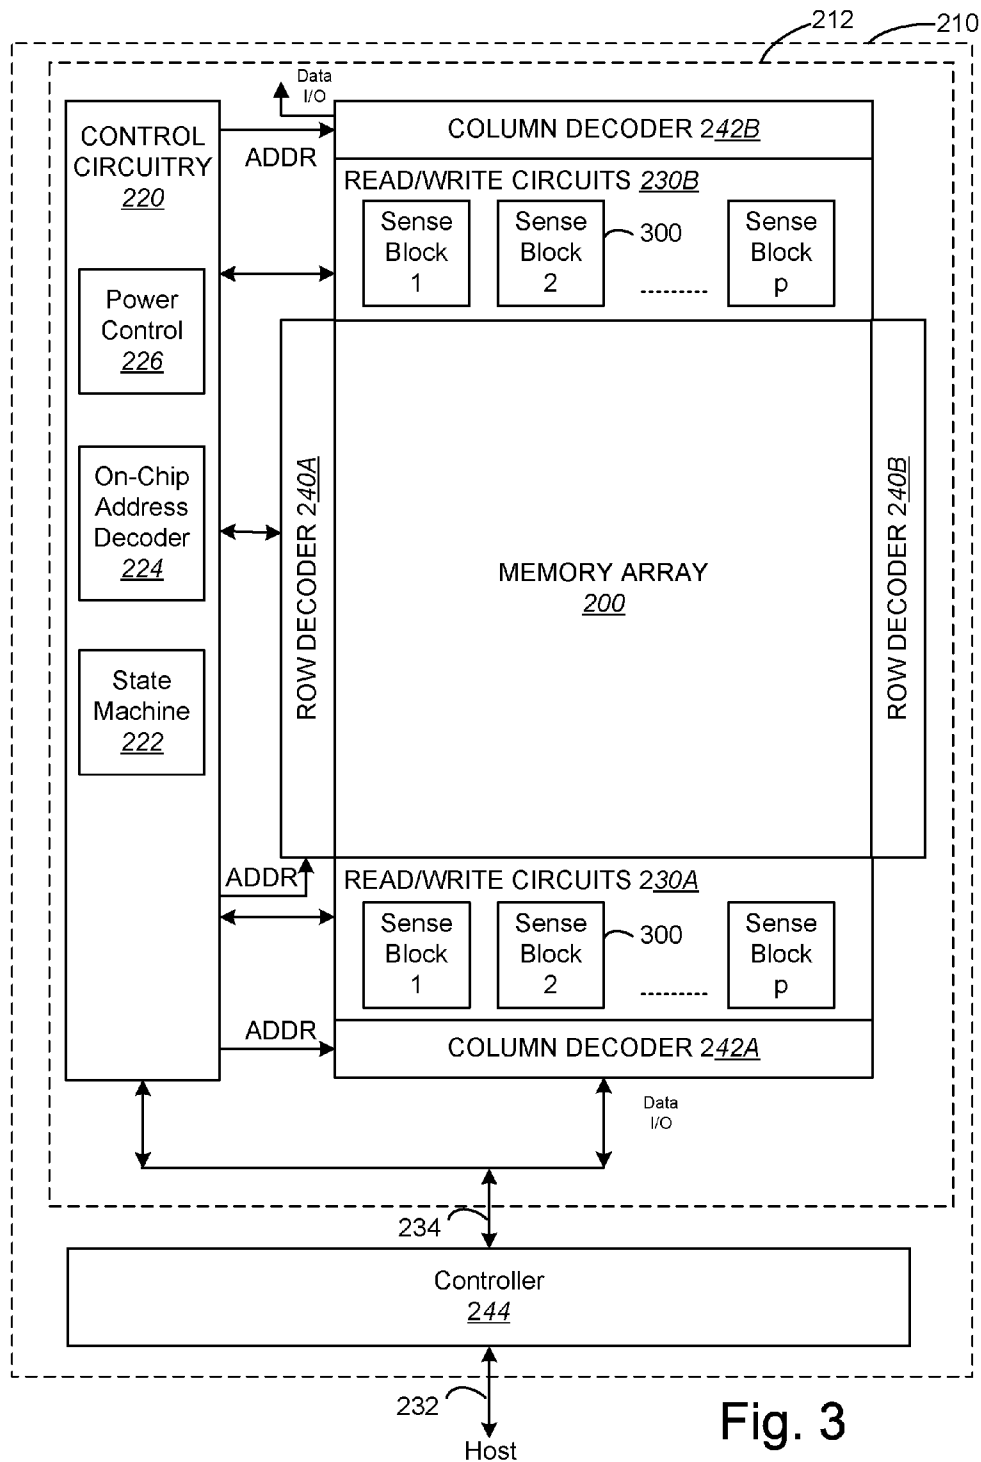 212
210
Data
I/O
CONTROL
CIRCUITRY
220
ADDR
COLUMN DECODER 242B
READ/WRITE CIRCUITS 230B
Sense
Block
1
Sense
Block
2
300
.........
Sense
Block
p
Power
Control
226
On-Chip
Address
Decoder
224
State
Machine
222
ROW DECODER 240A
MEMORY ARRAY
200
ROW DECODER 240B
ADDR
READ/WRITE CIRCUITS 230A
Sense
Block
1
Sense
Block
2
300
.........
Sense
Block
p
ADDR
COLUMN DECODER 242A
Data
I/O
234
Controller
244
232
Host
Fig. 3